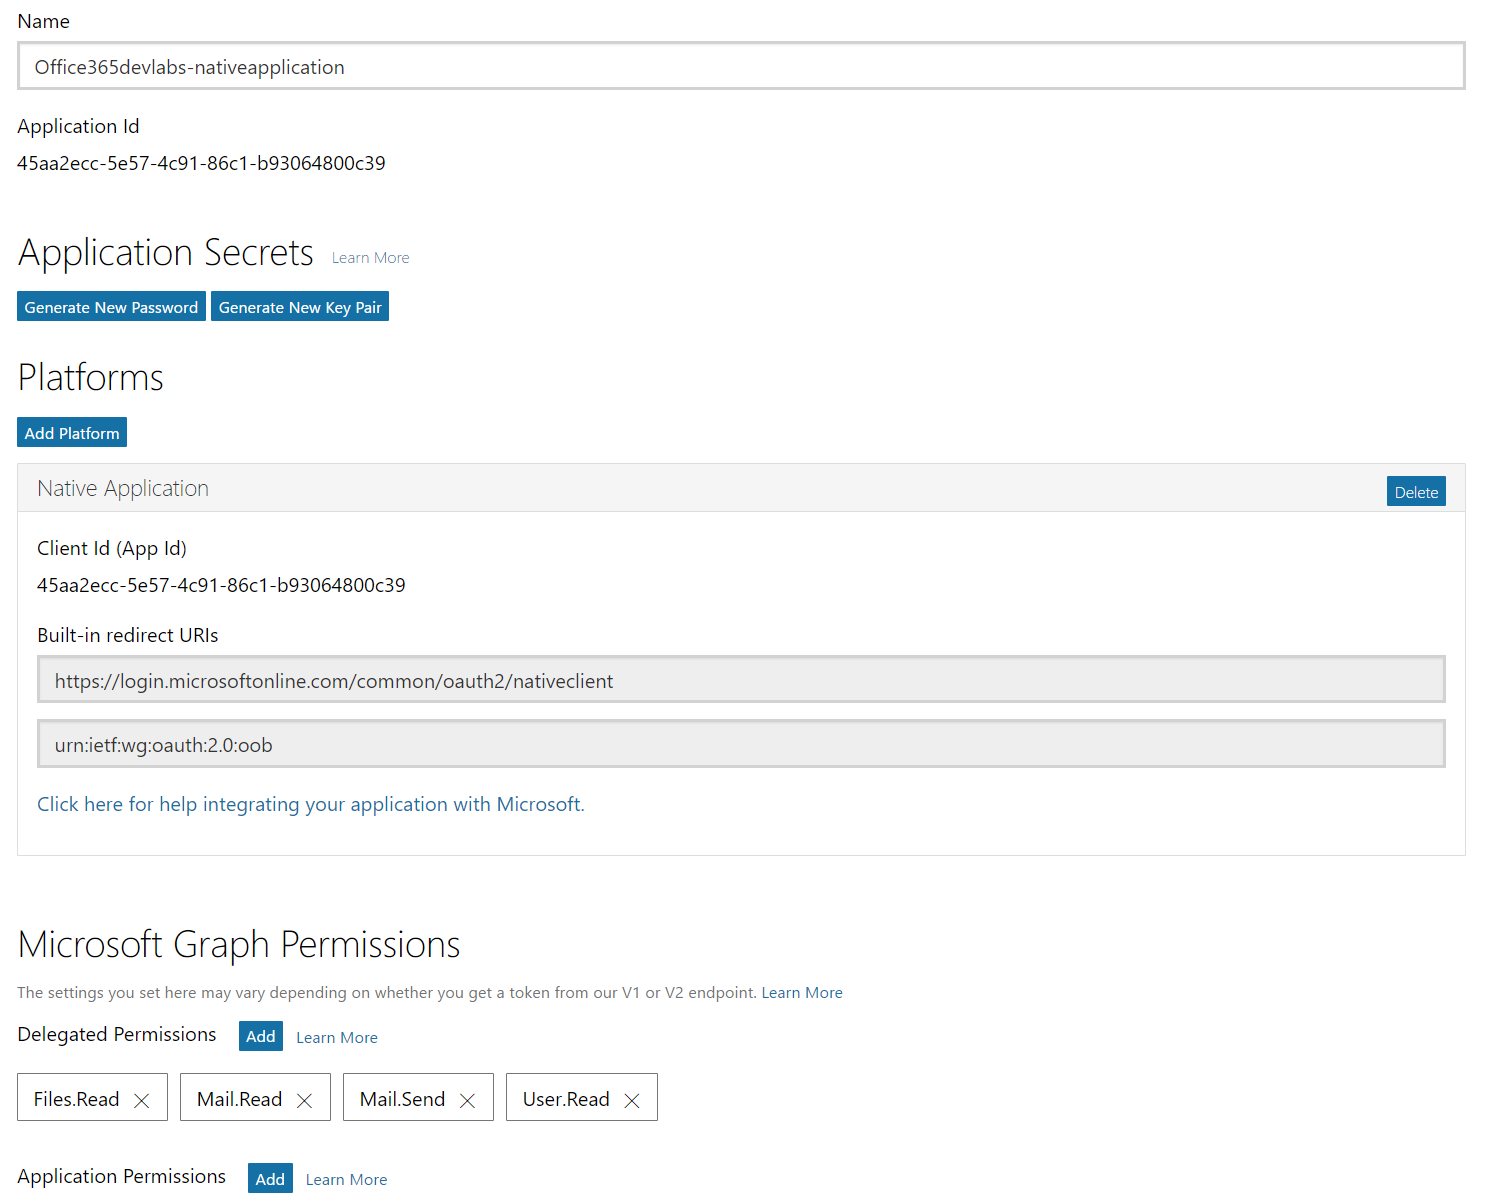 Name
Office365devlabs-nativeapplication
Application Id
45aa2ecc-5e57-4c91-86c1-b93064800c39
Application Secrets Learn More
Generate New Password Generate New Key Pair
Platforms
Add Platform
Native Application Delete
Client Id (App Id)
45aa2ecc-5e57-4c91-86c1-b93064800c39
Built-in redirect URIs
https://login.microsoftonline.com/common/oauth2/nativeclient
urn:ietf:wg:oauth:2.0:oob
Click here for help integrating your application with Microsoft.
Microsoft Graph Permissions
The settings you set here may vary depending on whether you get a token from our V1 or V2 endpoint. Learn More
Delegated Permissions Add Learn More
Files.Read Mail.Read Mail.Send User.Read
Application Permissions Add Learn More